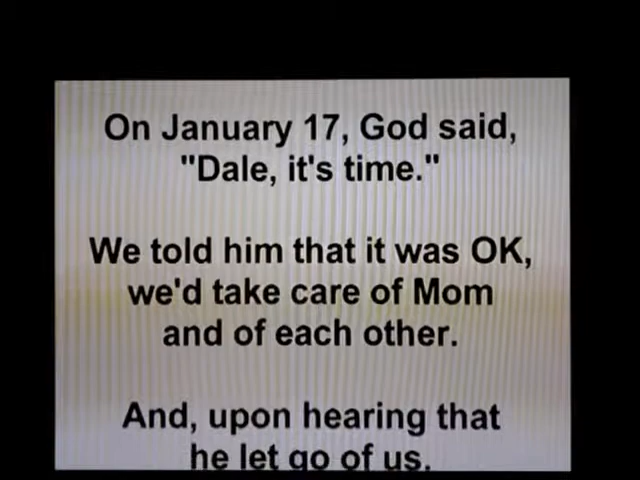 On January 17, God said,
"Dale, it's time."
We told him that it was OK,
we'd take care of Mom
and of each other.
And, upon hearing that
he let go of us.